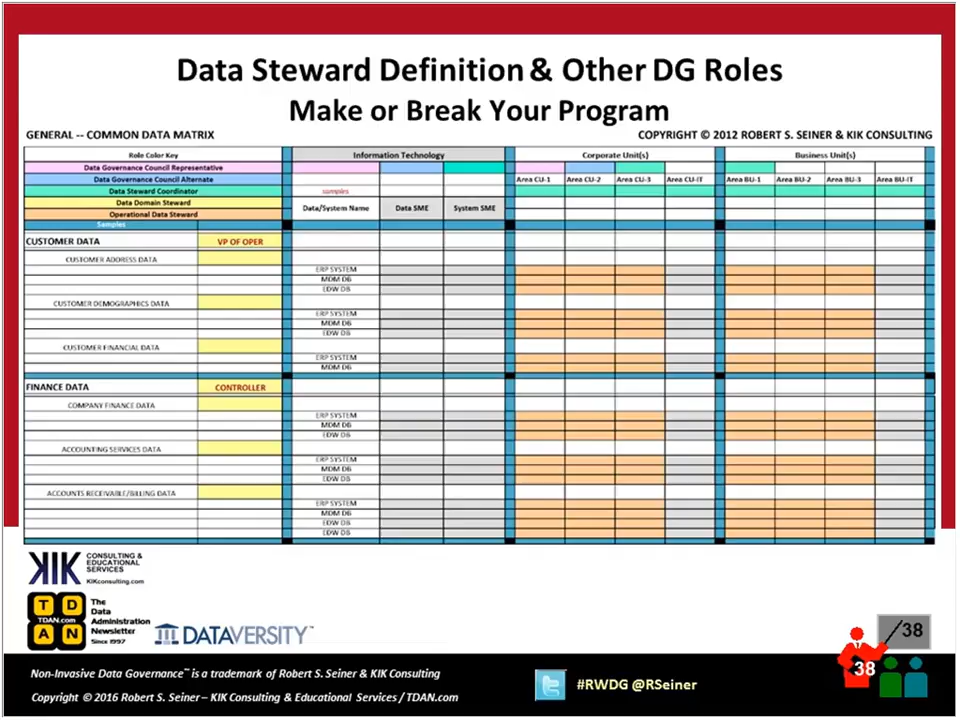 Data Steward Definition & Other DG Roles
Make or Break Your Program
GENERAL -- COMMON DATA MATRIX
COPYRIGHT © 2012 ROBERT S. SEINER & KIK CONSULTING
Role Color Key
Information Technology
Corporate Unit(s)
Business Unit(s)
Data Governance Council Representative
Data Governance Council Alternate
Area CU-1 Area CU-2 Area CU-3 Area CU-IT Area BU-1 Area BU-2 Area BU-3 Area BU-IT
Data Steward Coordinator
samples
Data Domain Steward
Data/System Name Data SME System SME
Operational Data Steward
Samples
CUSTOMER DATA VP OF OPER
CUSTOMER ADDRESS DATA
ERP SYSTEM
MDM DB
EDW DB
CUSTOMER DEMOGRAPHICS DATA
ERP SYSTEM
MDM DB
EDW DB
CUSTOMER FINANCIAL DATA
ERP SYSTEM
MDM DB
FINANCE DATA CONTROLLER
COMPANY FINANCE DATA
ERP SYSTEM
MDM DB
EDW DB
ACCOUNTING SERVICES DATA
ERP SYSTEM
MDM DB
EDW DB
ACCOUNTS RECEIVABLE/BILLING DATA
ERP SYSTEM
MDM DB
EDW DB
EDW DB
KIK CONSULTING &
EDUCATIONAL
SERVICES
KIKconsulting.com
T D
TDAN.com
A N
The
Data
Administration
Newsletter
Since 1997
DATAVERSITY™
/38
38
Non-Invasive Data Governance™ is a trademark of Robert S. Seiner & KIK Consulting
Copyright © 2016 Robert S. Seiner – KIK Consulting & Educational Services / TDAN.com
#RWDG @RSeiner